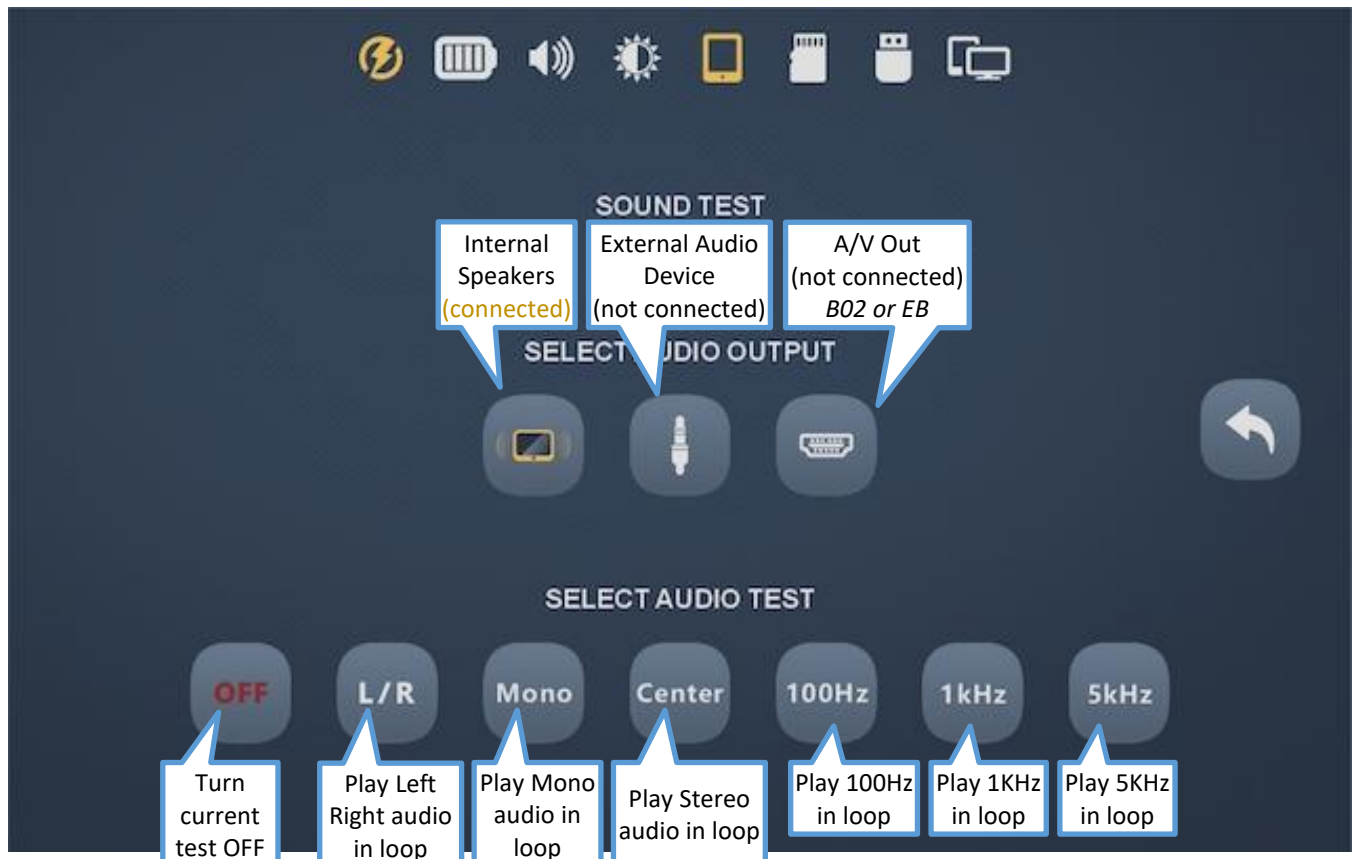 SOUND TEST
Internal
Speakers
(connected)
External Audio
Device
(not connected)
A/V Out
(not connected)
B02 or EB
SELECT AUDIO OUTPUT
SELECT AUDIO TEST
OFF
L/R
Mono
Center
100Hz
1kHz
5kHz
Turn
current
test OFF
Play Left
Right audio
in loop
Play Mono
audio in
loop
Play Stereo
audio in loop
Play 100Hz
in loop
Play 1KHz
in loop
Play 5KHz
in loop